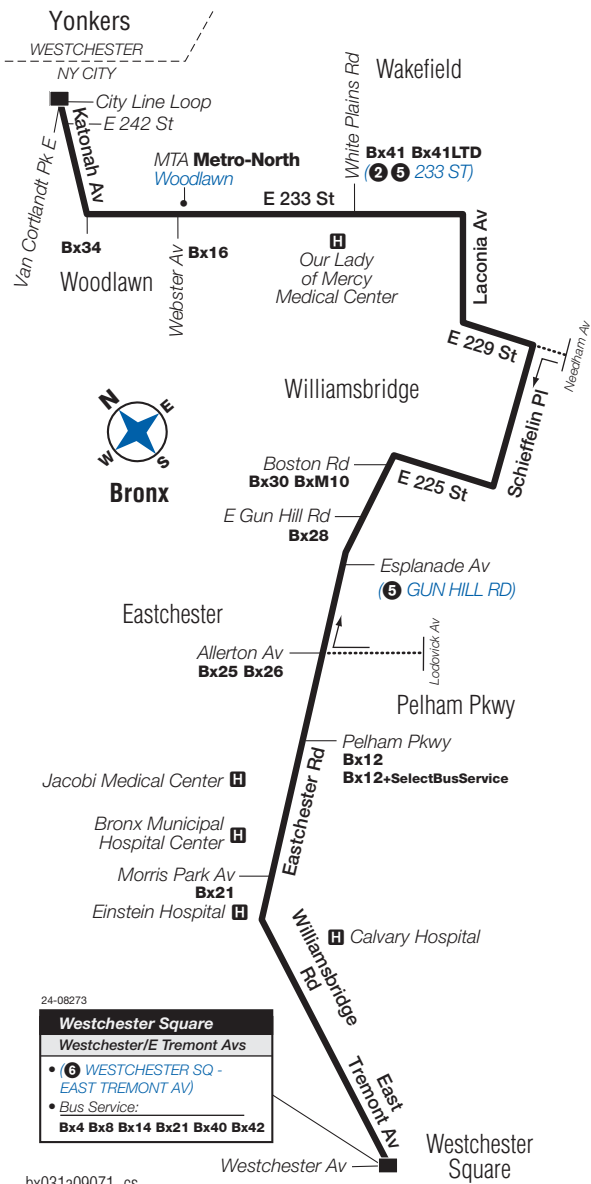 Yonkers
WESTCHESTER
NY CITY
Wakefield
City Line Loop
E 242 St
Katonah Av
Van Cortlandt Pk E
MTA Metro-North
Woodlawn
White Plains Rd
Bx41 Bx41LTD
(2 5 233 ST)
E 233 St
Bx34
Woodlawn
Webster Av
Bx16
H
Our Lady
of Mercy
Medical Center
Laconia Av
E 229 St
Needham Av
Schieffelin Pl
Williamsbridge
N
E
W
S
Bronx
Boston Rd
Bx30 BxM10
E 225 St
E Gun Hill Rd
Bx28
Esplanade Av
(5 GUN HILL RD)
Eastchester
Allerton Av
Bx25 Bx26
Lodovick Av
Pelham Pkwy
Pelham Pkwy
Bx12
Bx12+SelectBusService
Eastchester Rd
Jacobi Medical Center H
Bronx Municipal
Hospital Center H
Morris Park Av
Bx21
Einstein Hospital H
Williamsbridge
Rd
H Calvary Hospital
24-08273
Westchester Square
Westchester/E Tremont Avs
• (6 WESTCHESTER SQ -
EAST TREMONT AV)
• Bus Service:
Bx4 Bx8 Bx14 Bx21 Bx40 Bx42
East
Tremont Av
Westchester Av
Westchester
Square
bx031a09071_cs